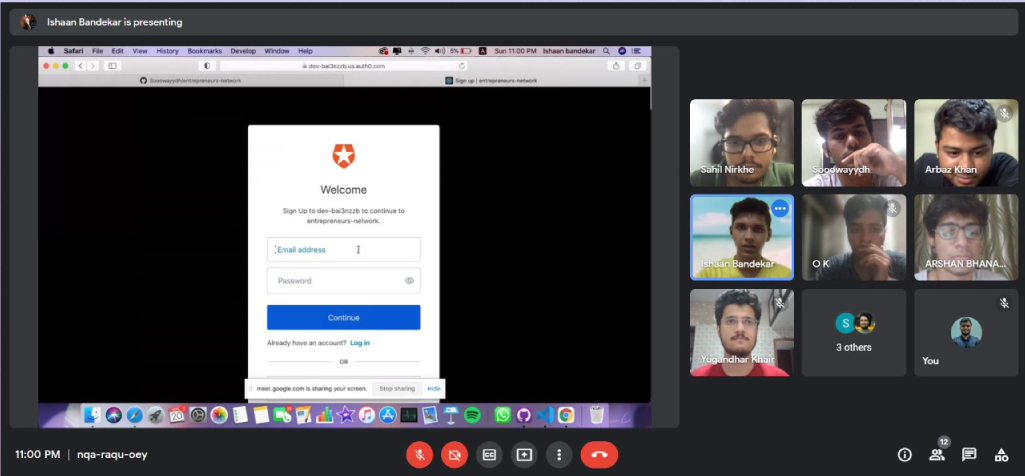 Ishaan Bandekar is presenting
Safari File Edit View History Bookmarks Develop Window Help
5% Sun 11:00 PM Ishaan bandekar
dev-bai3nzzb.us.auth0.com
Sooowayydh/entrepreneurs-network
Sign up | entrepreneurs-network
Welcome
Sign Up to dev-bai3nzzb to continue to
entrepreneurs-network.
Email address
Password
Continue
Already have an account? Log in
OR
meet.google.com is sharing your screen. Stop sharing Hide
Sahil Nirkhe
Sooowayydh
Arbaz Khan
Ishaan Bandekar
O K
ARSHAN BHANA...
Yugandhar Khair
S
3 others
You
11:00 PM | nqa-raqu-oey
12